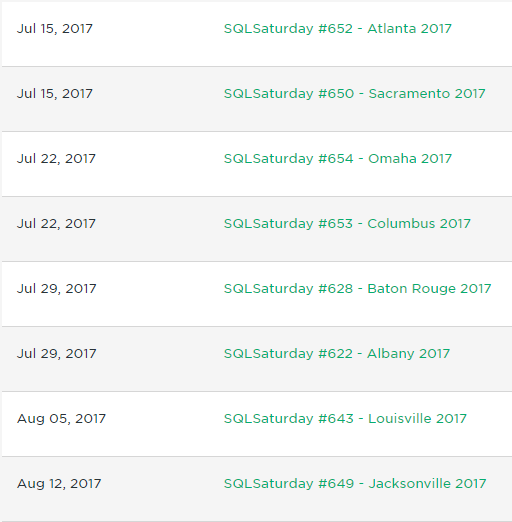 Jul 15, 2017 SQLSaturday #652 - Atlanta 2017
Jul 15, 2017 SQLSaturday #650 - Sacramento 2017
Jul 22, 2017 SQLSaturday #654 - Omaha 2017
Jul 22, 2017 SQLSaturday #653 - Columbus 2017
Jul 29, 2017 SQLSaturday #628 - Baton Rouge 2017
Jul 29, 2017 SQLSaturday #622 - Albany 2017
Aug 05, 2017 SQLSaturday #643 - Louisville 2017
Aug 12, 2017 SQLSaturday #649 - Jacksonville 2017